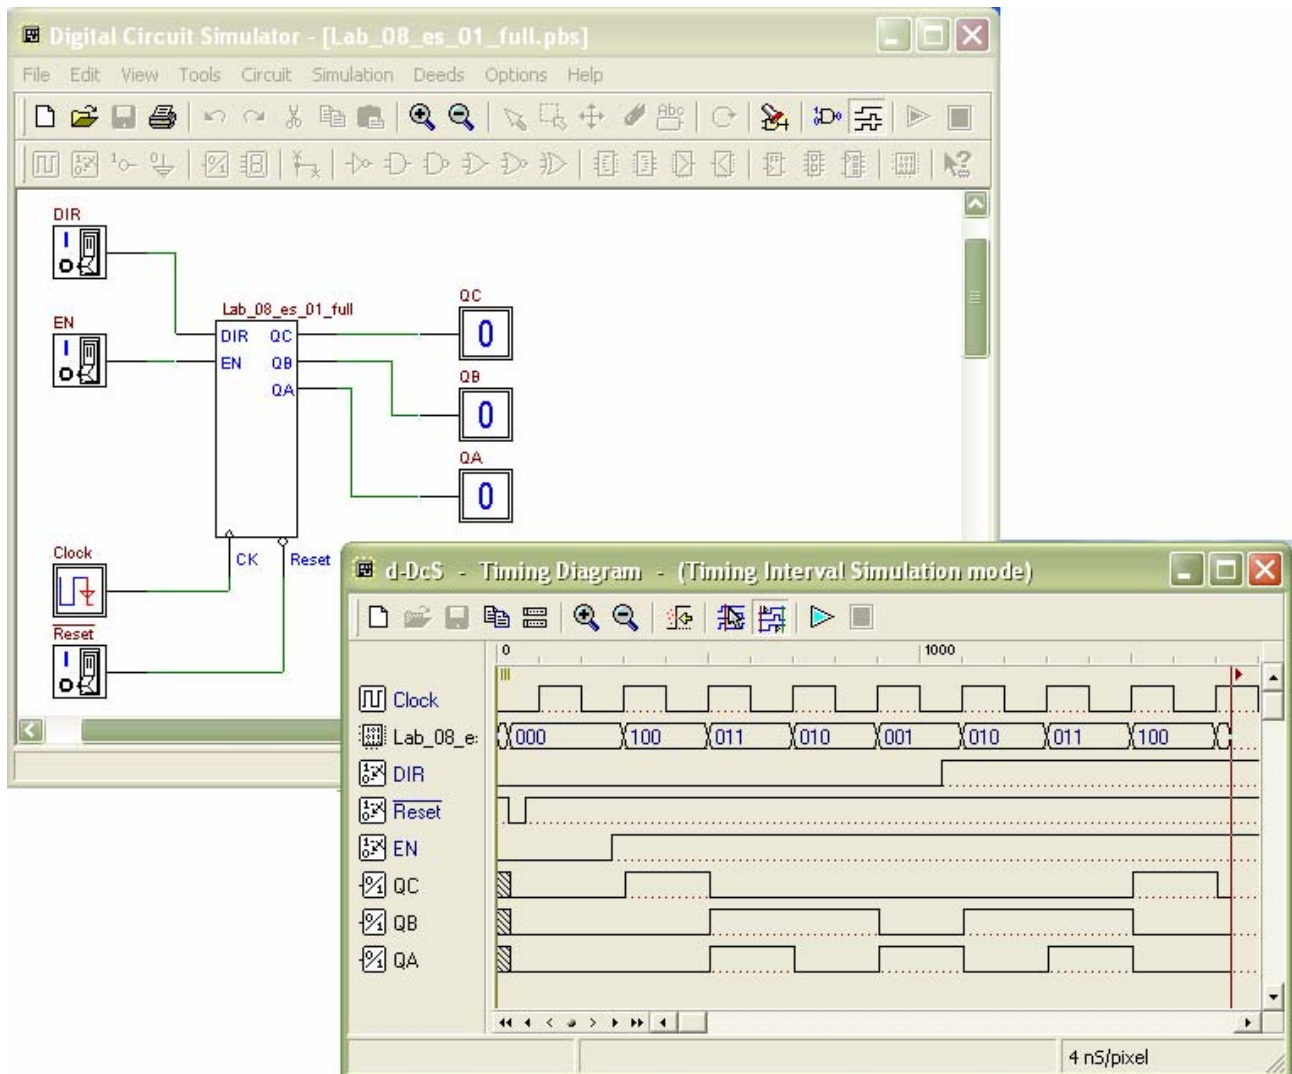 Digital Circuit Simulator - [Lab_08_es_01_full.pbs]
File Edit View Tools Circuit Simulation Deeds Options Help
Abc
DIR
Lab_08_es_01_full
QC
EN
DIR QC
0
EN QB
QB
QA
0
QA
0
Clock
CK Reset
Reset
d-DcS - Timing Diagram - (Timing Interval Simulation mode)
0 1000
Clock
Lab_08_e: 000 100 011 010 001 010 011 100
DIR
Reset
EN
QC
QB
QA
4 nS/pixel